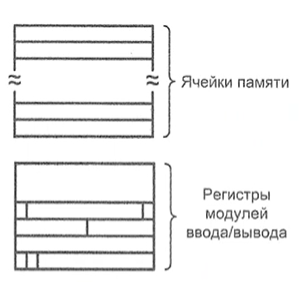 Ячейки памяти
Регистры
модулей
ввода/вывода